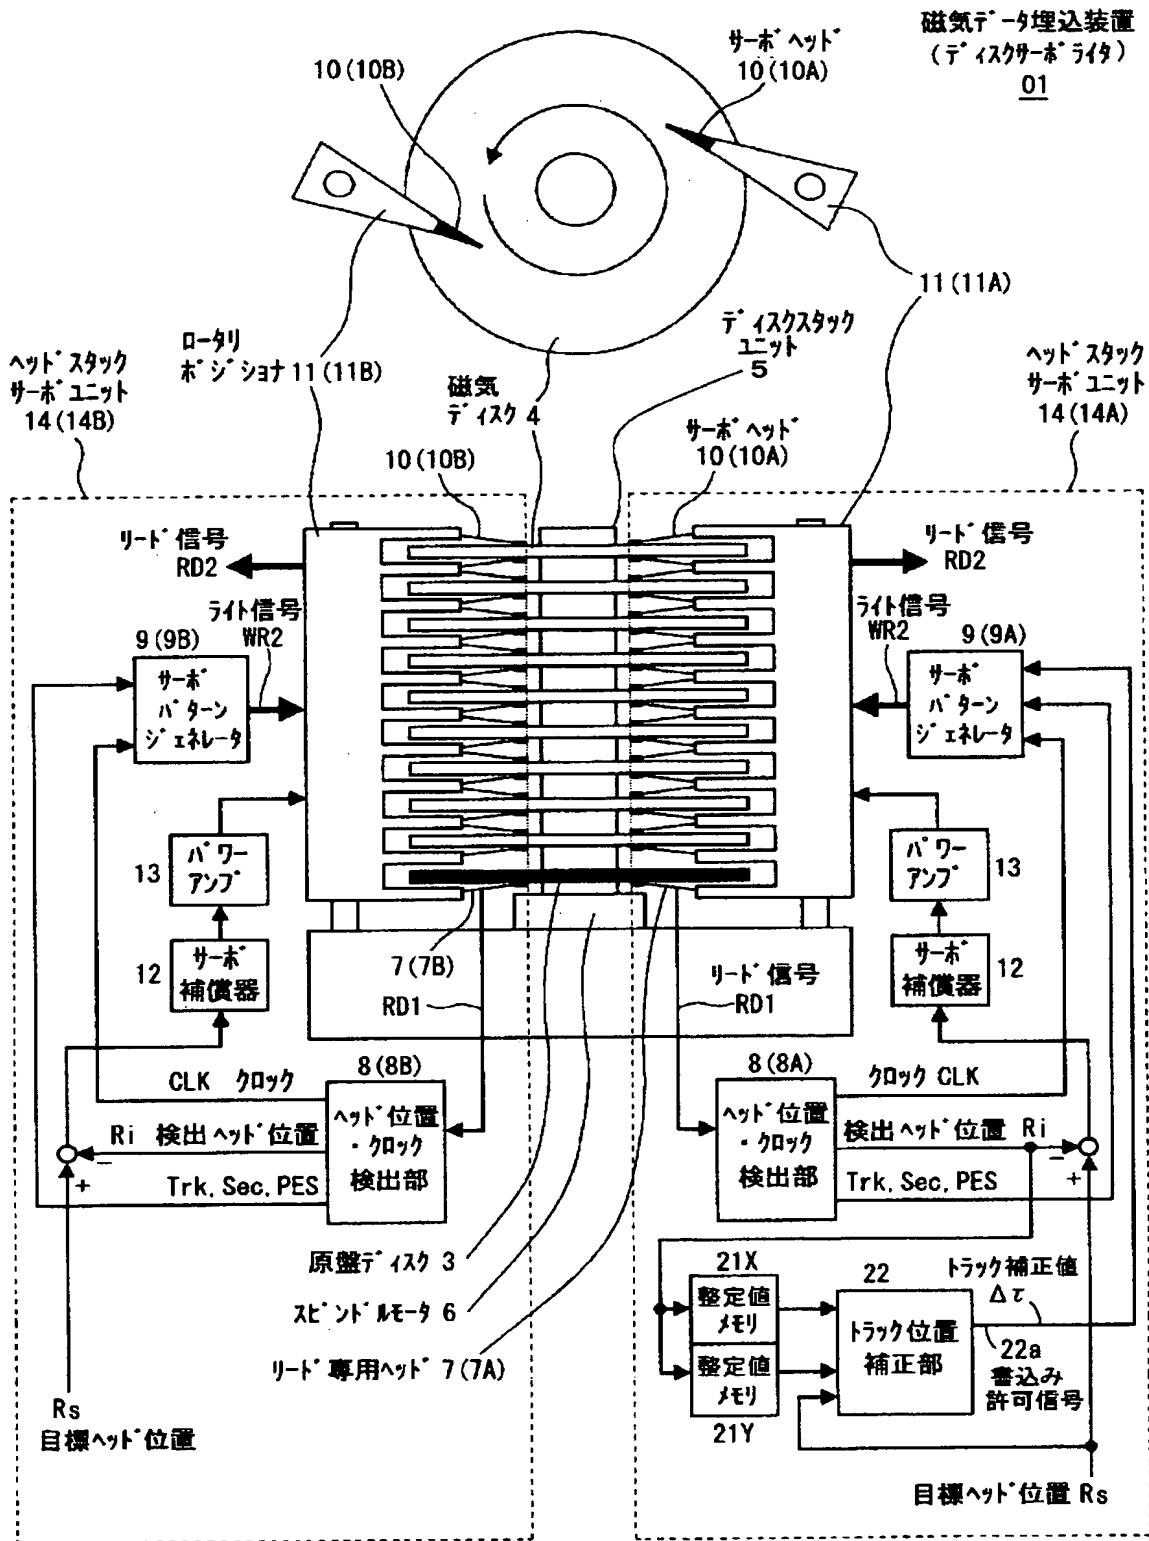 磁気データ埋込装置
(ディスクサーボライタ)
01
サーボヘッド
10(10A)
10(10B)
11(11A)
ロータリ
ポジショナ 11(11B)
ディスクスタック
ユニット
5
磁気
ディスク 4
ヘッドスタック
サーボユニット
14(14B)
ヘッドスタック
サーボユニット
14(14A)
10(10B)
サーボヘッド
10(10A)
リード信号
RD2
リード信号
RD2
ライト信号
WR2
ライト信号
WR2
9(9B)
サーボ
パターン
ジェネレータ
9(9A)
サーボ
パターン
ジェネレータ
13
パワー
アンプ
パワー
アンプ
13
12
サーボ
補償器
サーボ
補償器
12
7(7B)
RD1
リード信号
RD1
8(8B)
ヘッド位置
・クロック
検出部
8(8A)
ヘッド位置
・クロック
検出部
CLK クロック
Ri 検出ヘッド位置
Trk,Sec,PES
クロック CLK
検出ヘッド位置 Ri
Trk,Sec,PES
−
+
−
+
原盤ディスク 3
スピンドルモータ 6
リード専用ヘッド 7(7A)
21X
整定値
メモリ
整定値
メモリ
21Y
22
トラック位置
補正部
トラック補正値
Δτ
22a
書込み
許可信号
Rs
目標ヘッド位置
目標ヘッド位置 Rs